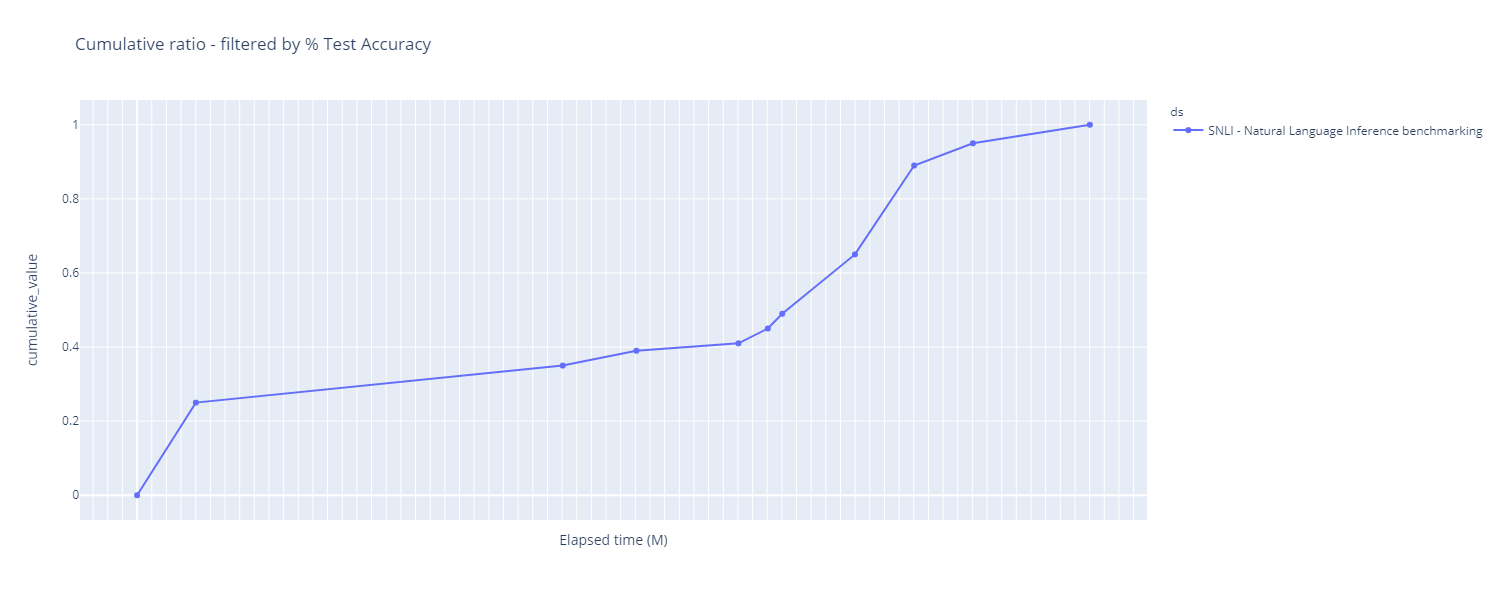 Cumulative ratio - filtered by % Test Accuracy
ds
SNLI - Natural Language Inference benchmarking
1
0.8
0.6
0.4
0.2
0
cumulative_value
Elapsed time (M)